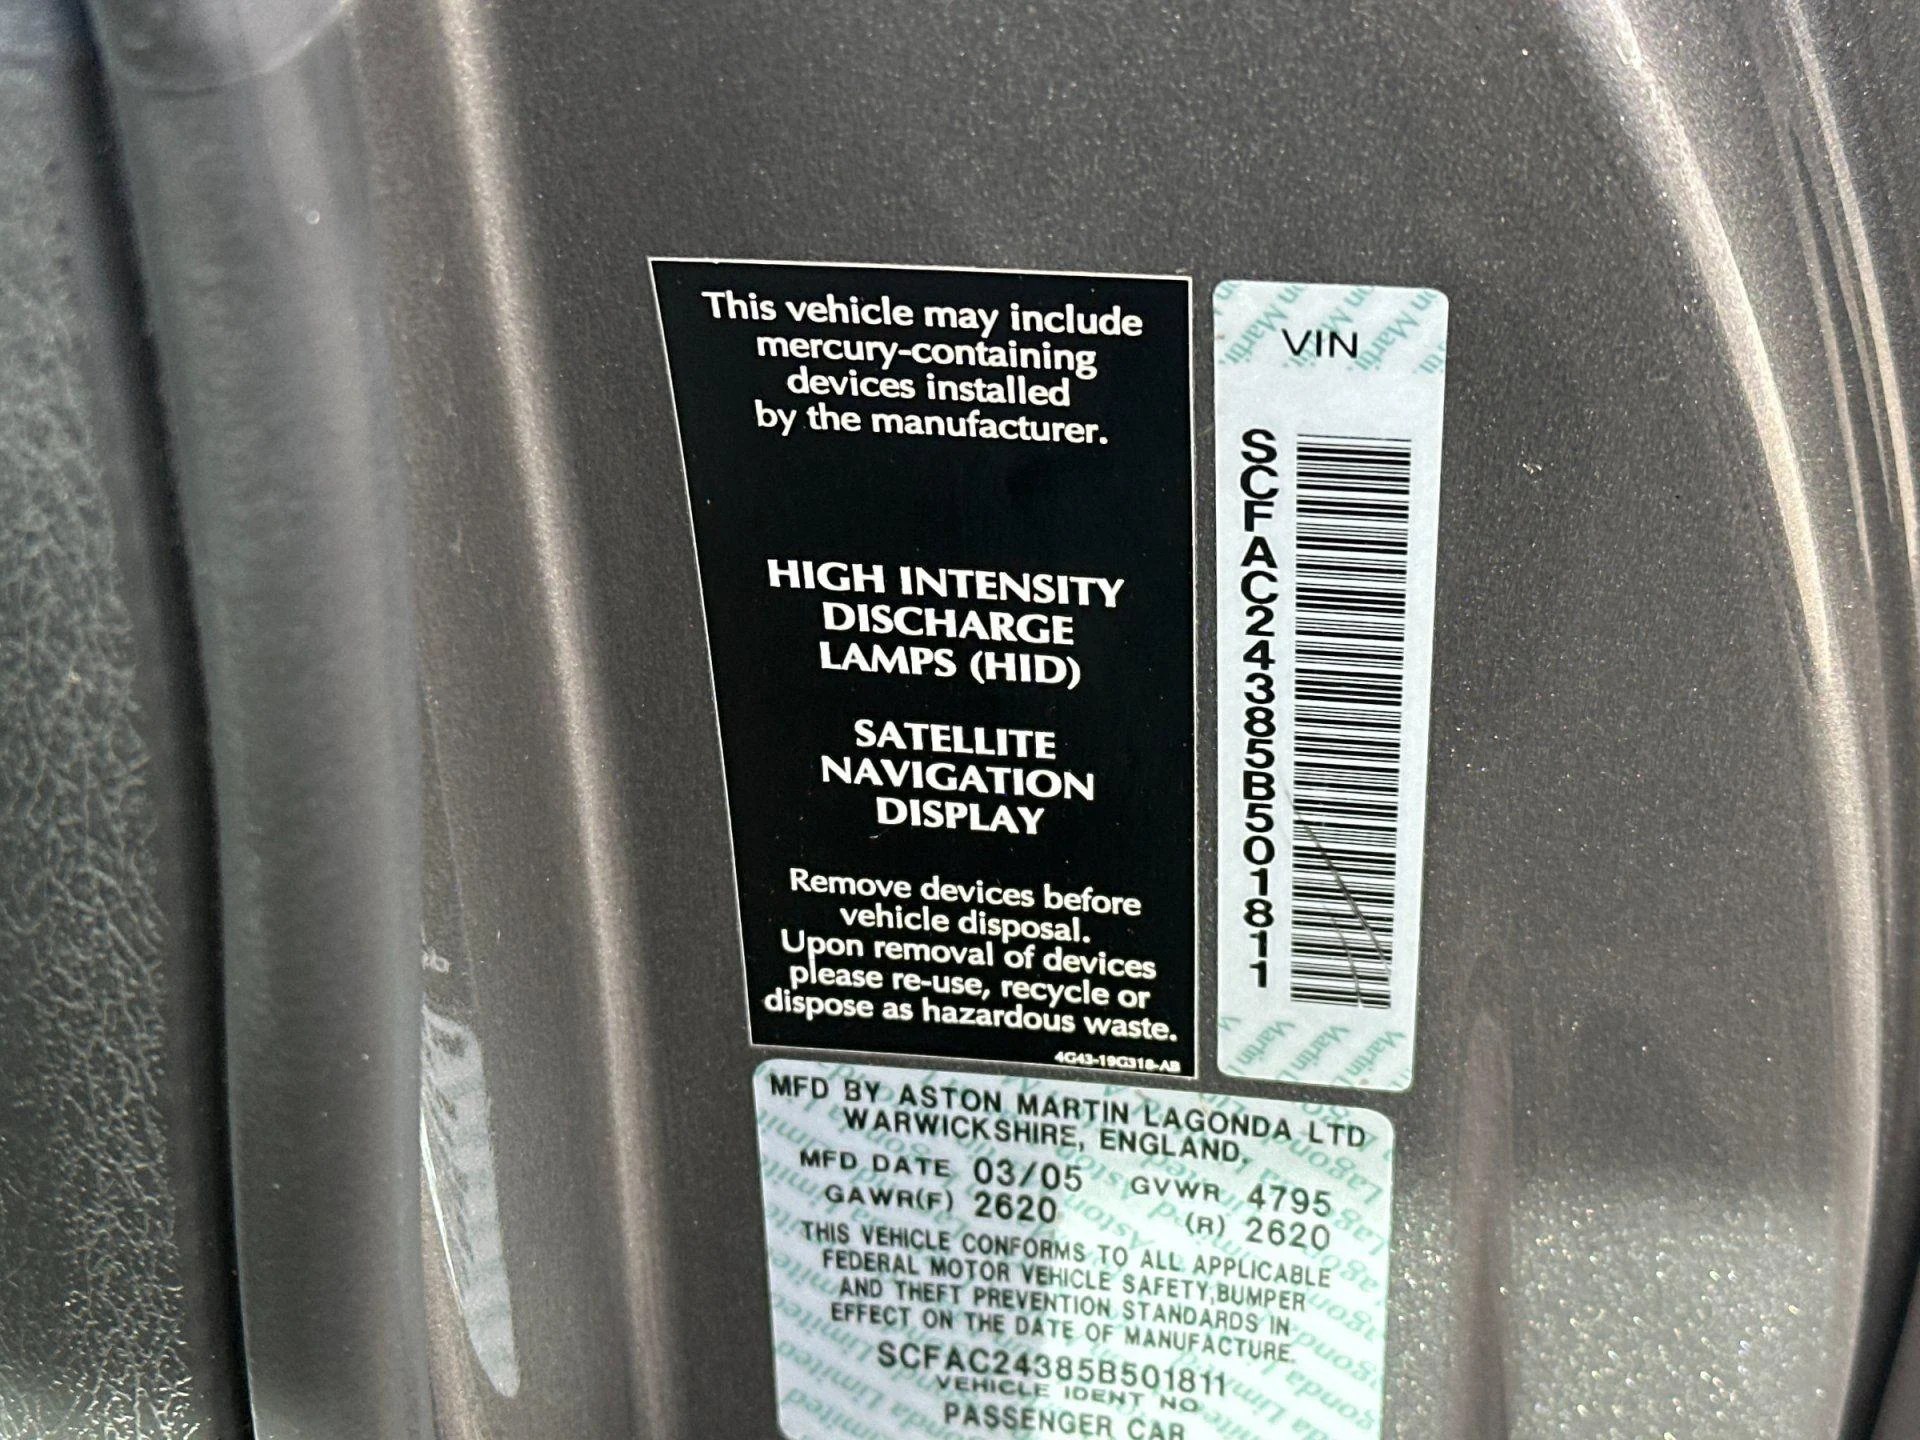 This vehicle may include
mercury-containing
devices installed
by the manufacturer.
HIGH INTENSITY
DISCHARGE
LAMPS (HID)
SATELLITE
NAVIGATION
DISPLAY
Remove devices before
vehicle disposal.
Upon removal of devices
please re-use, recycle or
dispose as hazardous waste.
4G43-19G318-AB
VIN
SCFAC24385B501811
MFD BY ASTON MARTIN LAGONDA LTD
WARWICKSHIRE, ENGLAND,
MFD DATE 03/05 GVWR 4795
GAWR(F) 2620 (R) 2620
THIS VEHICLE CONFORMS TO ALL APPLICABLE
FEDERAL MOTOR VEHICLE SAFETY,BUMPER
AND THEFT PREVENTION STANDARDS IN
EFFECT ON THE DATE OF MANUFACTURE.
SCFAC24385B501811
VEHICLE IDENT NO
PASSENGER CAR